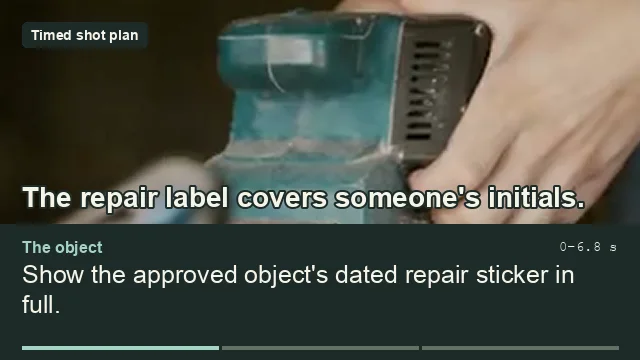 Timed shot plan
The repair label covers someone's initials.
The object
0–6.8 s
Show the approved object's dated repair sticker in
full.